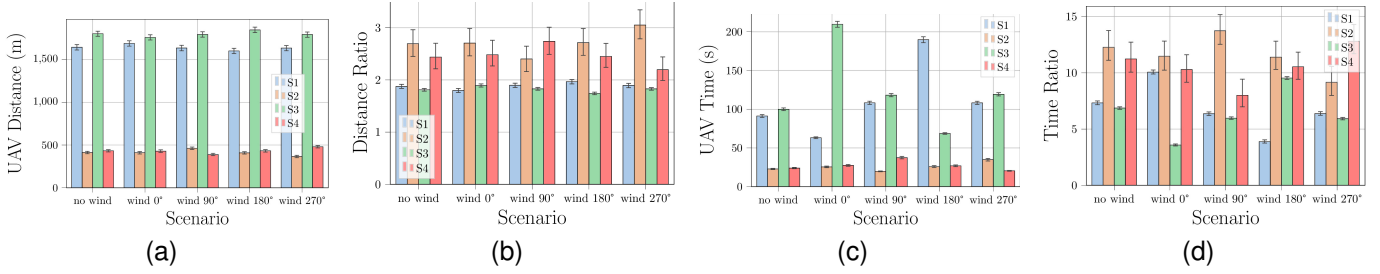 UAV Distance (m)
1,500
1,000
500
0
S1
S2
S3
S4
no wind wind 0° wind 90° wind 180° wind 270°
Scenario
(a)
Distance Ratio
3
2
1
0
S1
S2
S3
S4
no wind wind 0° wind 90° wind 180° wind 270°
Scenario
(b)
UAV Time (s)
200
150
100
50
0
S1
S2
S3
S4
no wind wind 0° wind 90° wind 180° wind 270°
Scenario
(c)
Time Ratio
15
10
5
0
S1
S2
S3
S4
no wind wind 0° wind 90° wind 180° wind 270°
Scenario
(d)